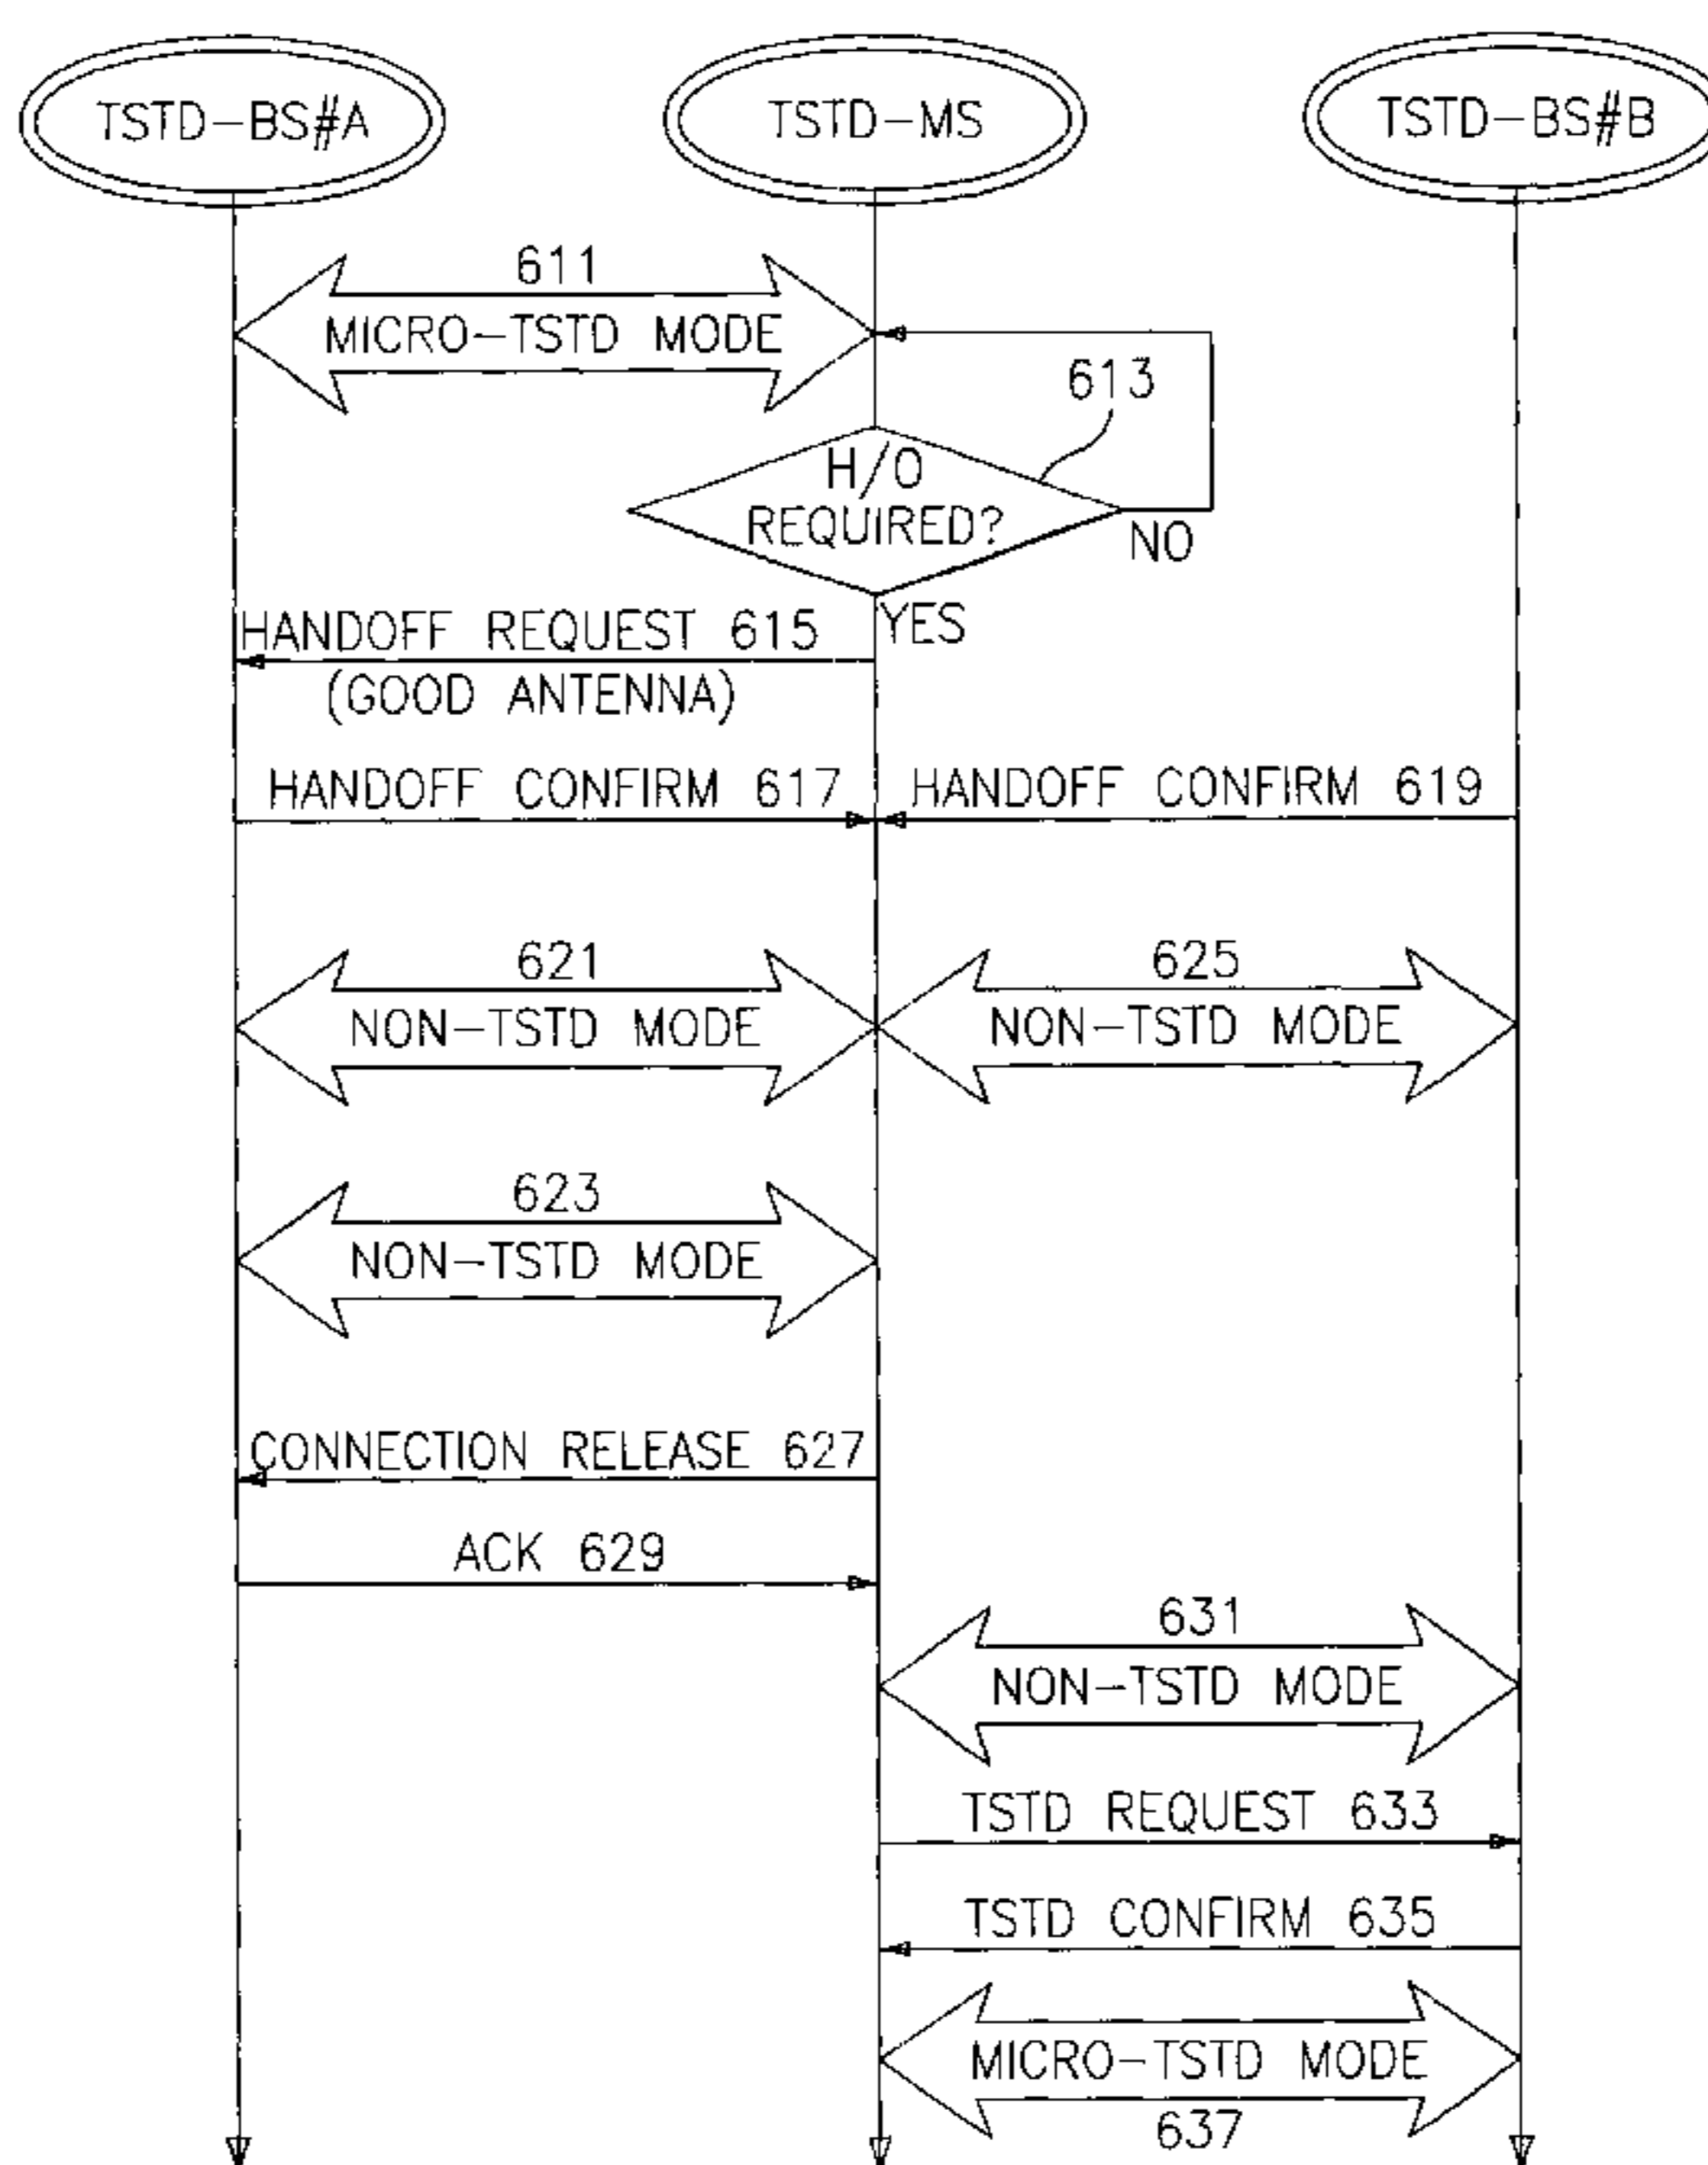 TSTD-BS#A
TSTD-MS
TSTD-BS#B
611
MICRO-TSTD MODE
613
H/O
REQUIRED?
NO
YES
HANDOFF REQUEST 615
(GOOD ANTENNA)
HANDOFF CONFIRM 617
HANDOFF CONFIRM 619
621
NON-TSTD MODE
625
NON-TSTD MODE
623
NON-TSTD MODE
CONNECTION RELEASE 627
ACK 629
631
NON-TSTD MODE
TSTD REQUEST 633
TSTD CONFIRM 635
MICRO-TSTD MODE
637